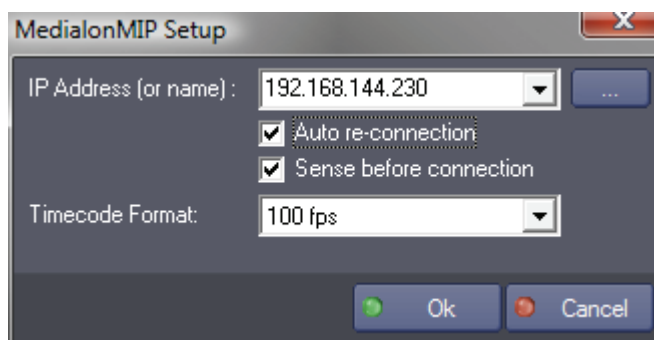 MedialonMIP Setup
IP Address (or name) : 192.168.144.230 ...
Auto re-connection
Sense before connection
Timecode Format: 100 fps
Ok Cancel